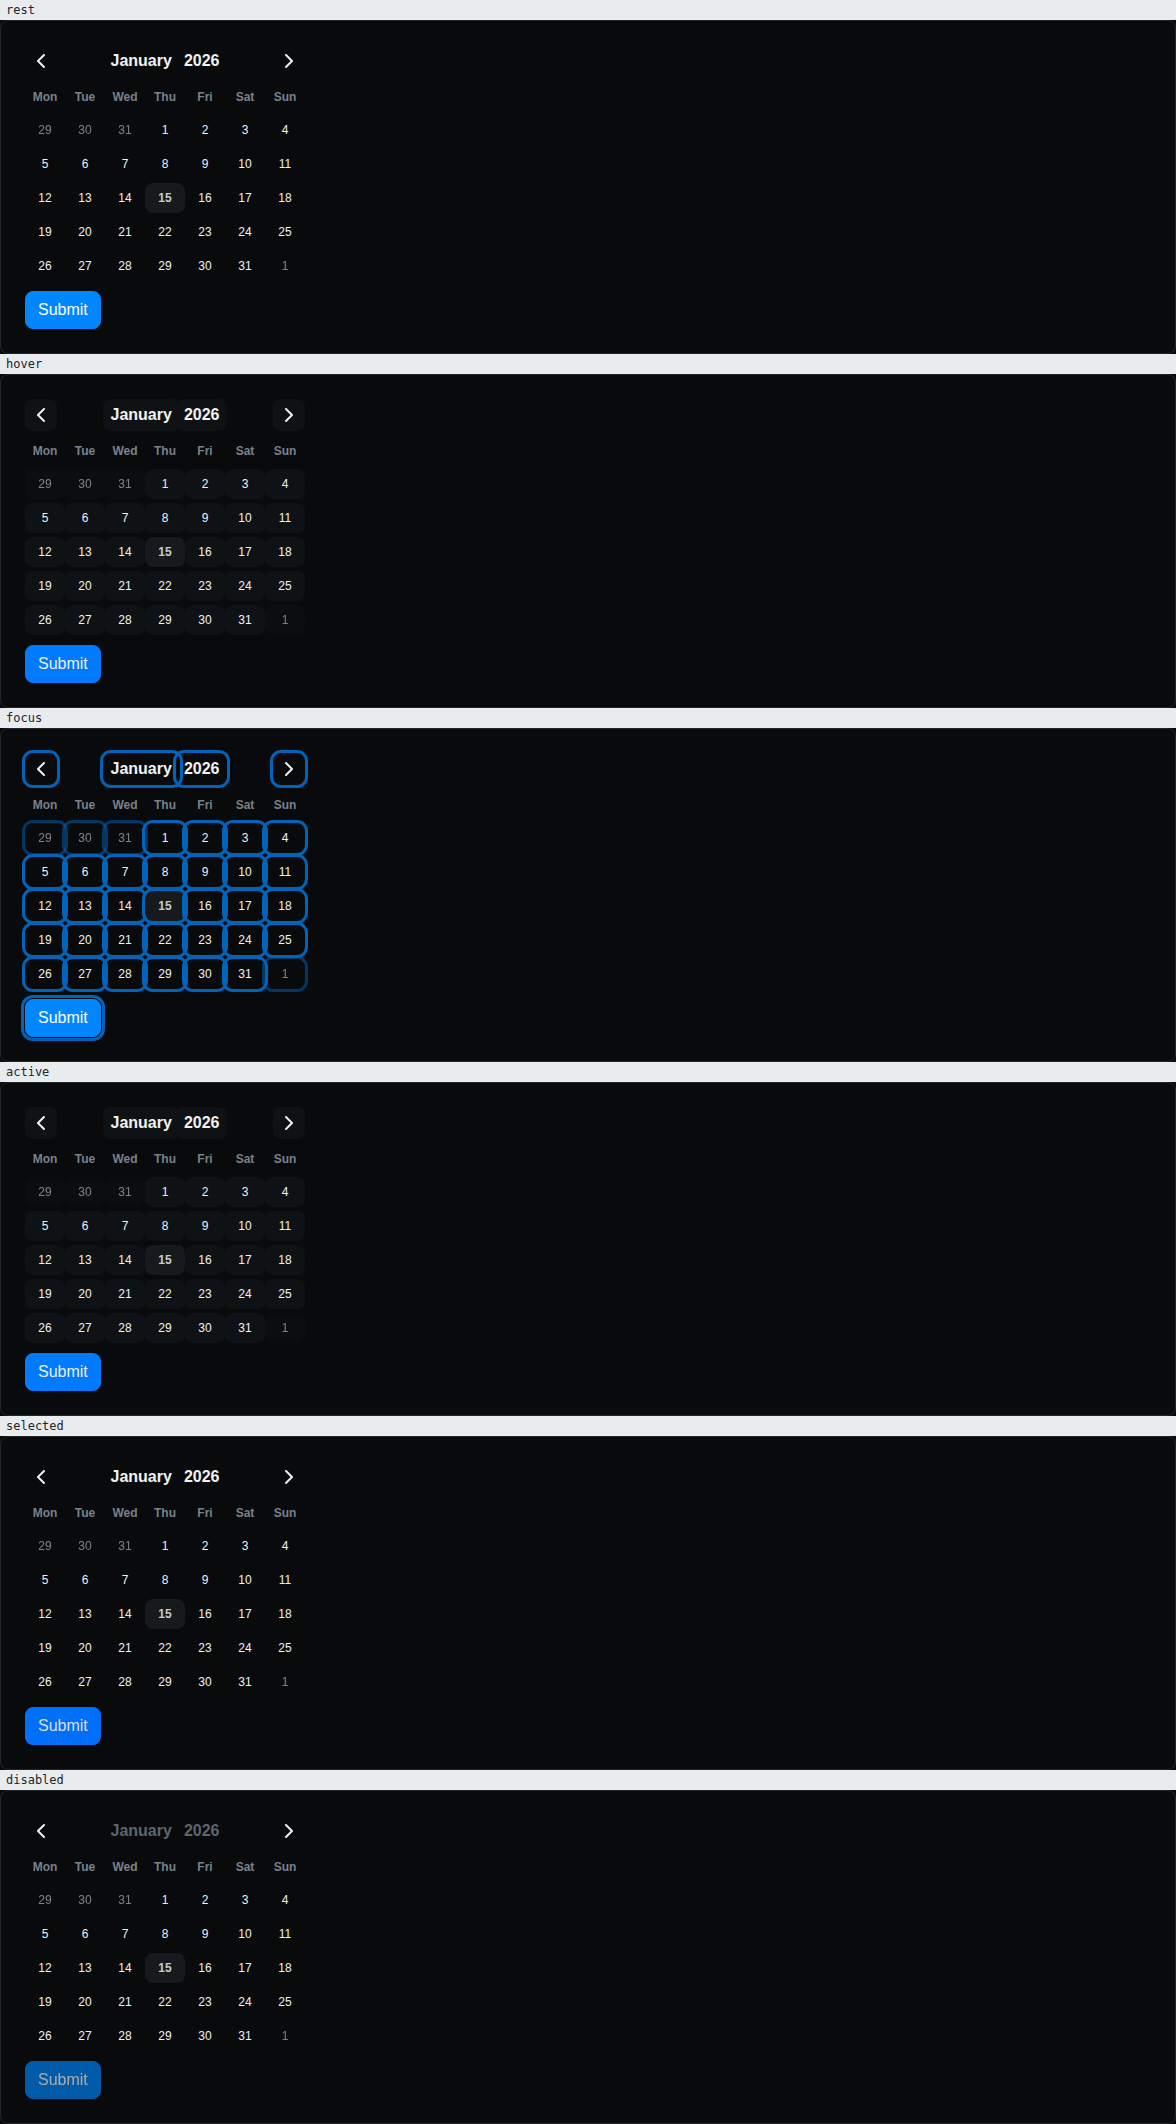 rest
January 2026
Mon Tue Wed Thu Fri Sat Sun
29 30 31 1 2 3 4
5 6 7 8 9 10 11
12 13 14 15 16 17 18
19 20 21 22 23 24 25
26 27 28 29 30 31 1
Submit
hover
January 2026
Mon Tue Wed Thu Fri Sat Sun
29 30 31 1 2 3 4
5 6 7 8 9 10 11
12 13 14 15 16 17 18
19 20 21 22 23 24 25
26 27 28 29 30 31 1
Submit
focus
January 2026
Mon Tue Wed Thu Fri Sat Sun
29 30 31 1 2 3 4
5 6 7 8 9 10 11
12 13 14 15 16 17 18
19 20 21 22 23 24 25
26 27 28 29 30 31 1
Submit
active
January 2026
Mon Tue Wed Thu Fri Sat Sun
29 30 31 1 2 3 4
5 6 7 8 9 10 11
12 13 14 15 16 17 18
19 20 21 22 23 24 25
26 27 28 29 30 31 1
Submit
selected
January 2026
Mon Tue Wed Thu Fri Sat Sun
29 30 31 1 2 3 4
5 6 7 8 9 10 11
12 13 14 15 16 17 18
19 20 21 22 23 24 25
26 27 28 29 30 31 1
Submit
disabled
January 2026
Mon Tue Wed Thu Fri Sat Sun
29 30 31 1 2 3 4
5 6 7 8 9 10 11
12 13 14 15 16 17 18
19 20 21 22 23 24 25
26 27 28 29 30 31 1
Submit